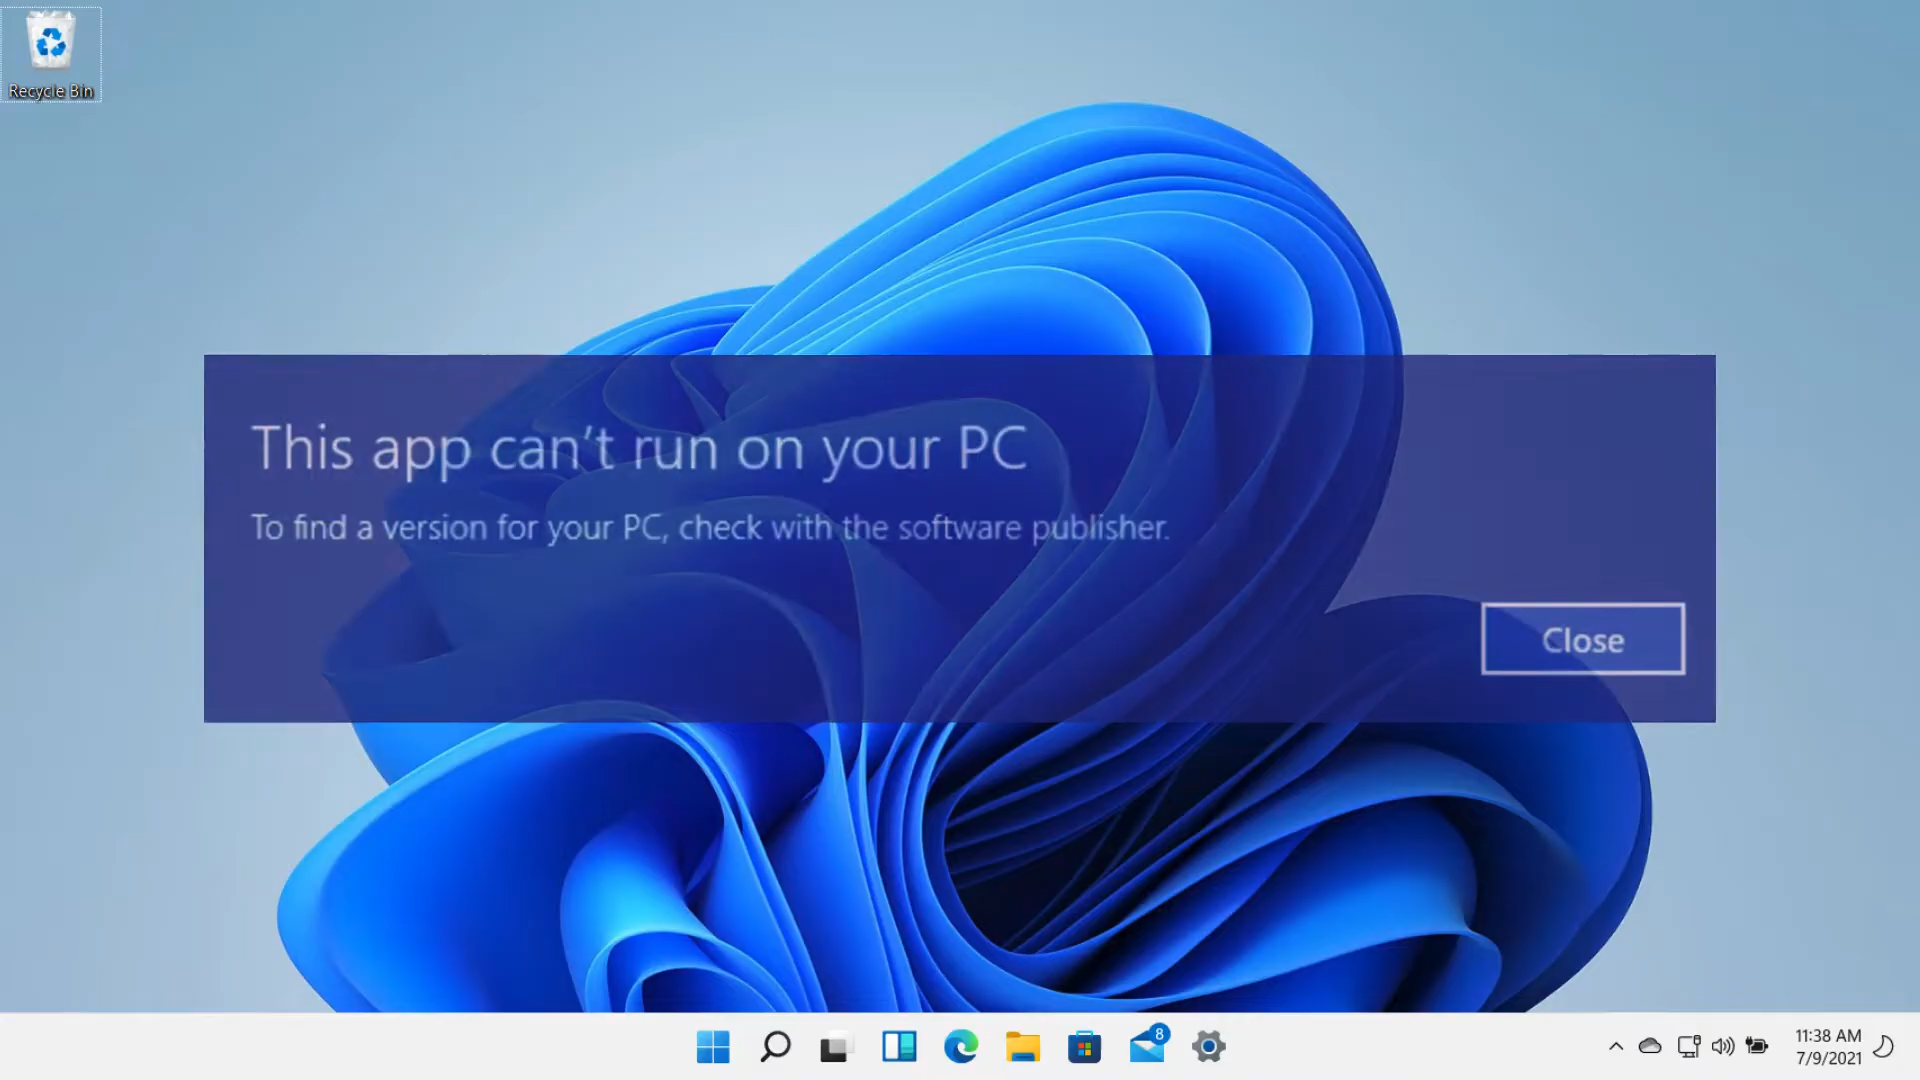 Recycle Bin
This app can't run on your PC
To find a version for your PC, check with the software publisher.
Close
8
11:38 AM
7/9/2021